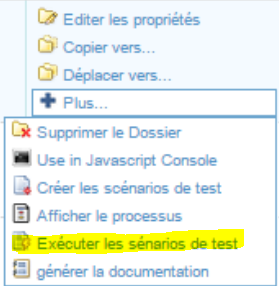 Editer les propriétés
Copier vers...
Déplacer vers...
Plus...
Supprimer le Dossier
Use in Javascript Console
Créer les scénarios de test
Afficher le processus
Exécuter les sénarios de test
générer la documentation